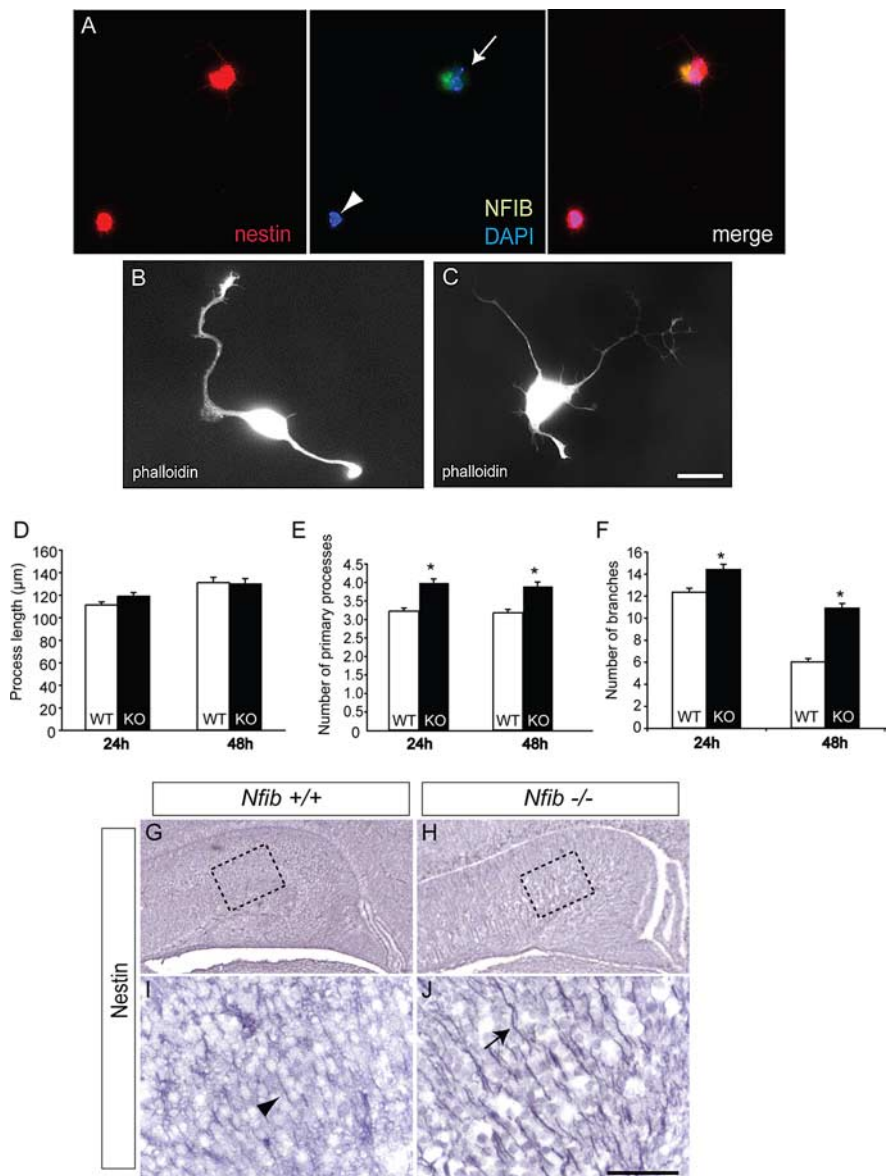 A
nestin
NFIB
DAPI
merge
B
phalloidin
C
phalloidin
D
Process length (µm)
160
140
120
100
80
60
40
20
0
WT
KO
WT
KO
24h
48h
E
Number of primary processes
4.5
4.0
3.5
3.0
2.5
2.0
1.5
1.0
0.5
0
*
*
WT
KO
WT
KO
24h
48h
F
Number of branches
16
14
12
10
8
6
4
2
0
*
*
WT
KO
WT
KO
24h
48h
Nfib +/+
Nfib -/-
Nestin
G
H
I
J